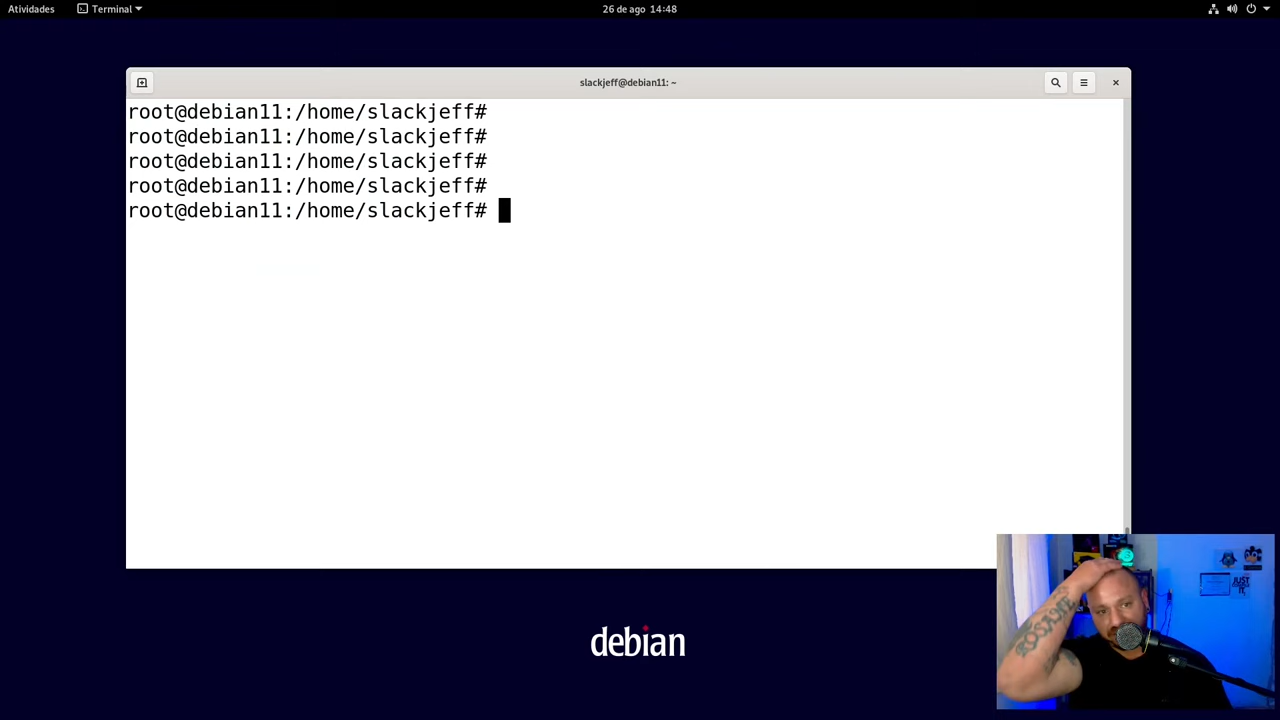 Atividades
Terminal
26 de ago 14:48
slackjeff@debian11: ~
root@debian11:/home/slackjeff#
root@debian11:/home/slackjeff#
root@debian11:/home/slackjeff#
root@debian11:/home/slackjeff#
root@debian11:/home/slackjeff#
debian